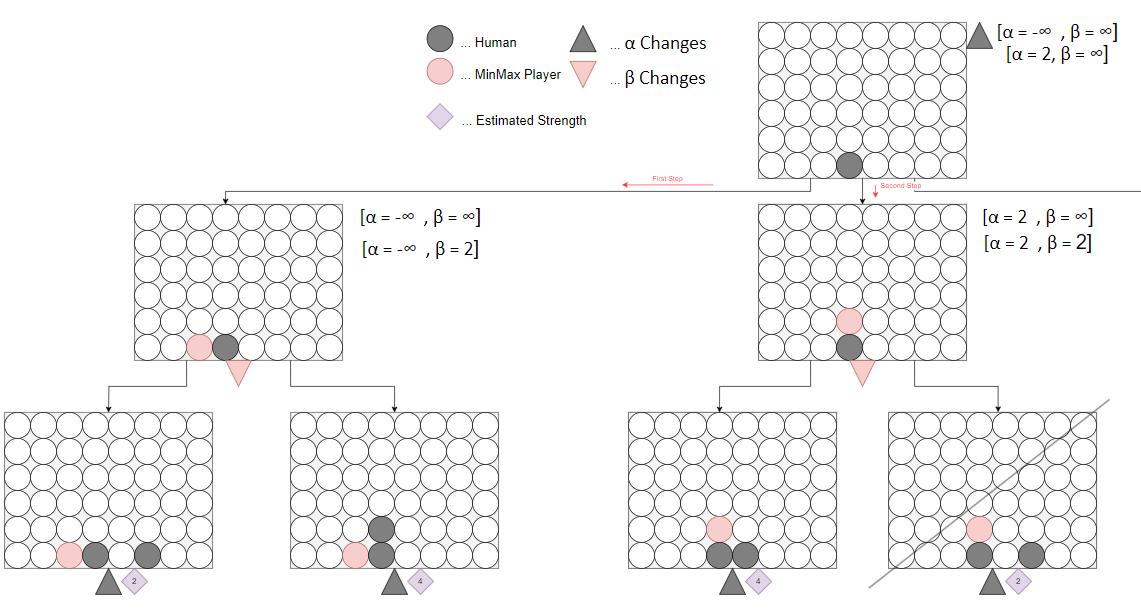 ... Human
... α Changes
... MinMax Player
... β Changes
... Estimated Strength
[α = -∞ , β = ∞]
[α = 2, β = ∞]
First Step
Second Step
[α = -∞ , β = ∞]
[α = -∞ , β = 2]
[α = 2 , β = ∞]
[α = 2 , β = 2]
2
4
4
2